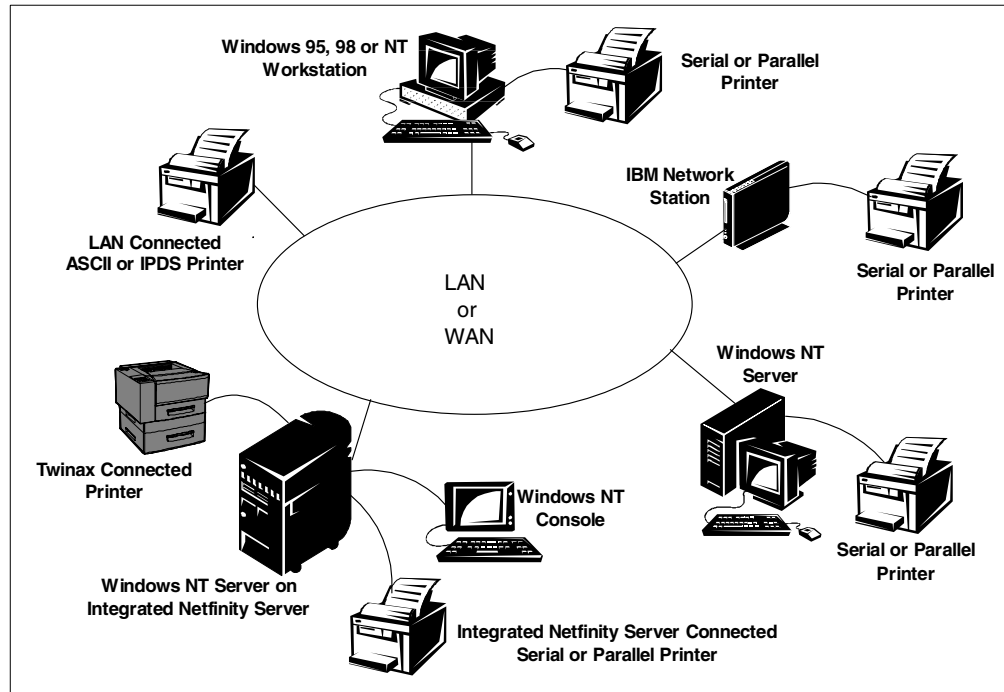 Windows 95, 98 or NT
Workstation
Serial or Parallel
Printer
IBM Network
Station
LAN Connected
ASCII or IPDS Printer
Serial or Parallel
Printer
LAN
or
WAN
Windows NT
Server
Twinax Connected
Printer
Windows NT
Console
Serial or Parallel
Printer
Windows NT Server on
Integrated Netfinity Server
Integrated Netfinity Server Connected
Serial or Parallel Printer